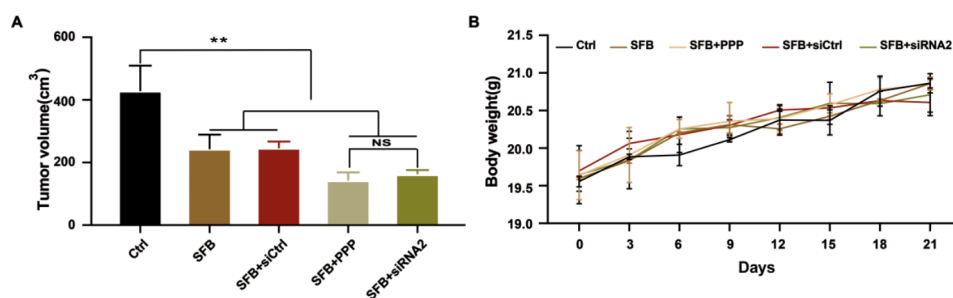 A
Tumor volume(cm3)
600
400
200
0
**
NS
Ctrl
SFB
SFB+siCtrl
SFB+PPP
SFB+siRNA2
B
Body weight(g)
21.5
21.0
20.5
20.0
19.5
19.0
Ctrl SFB SFB+PPP SFB+siCtrl SFB+siRNA2
0 3 6 9 12 15 18 21
Days